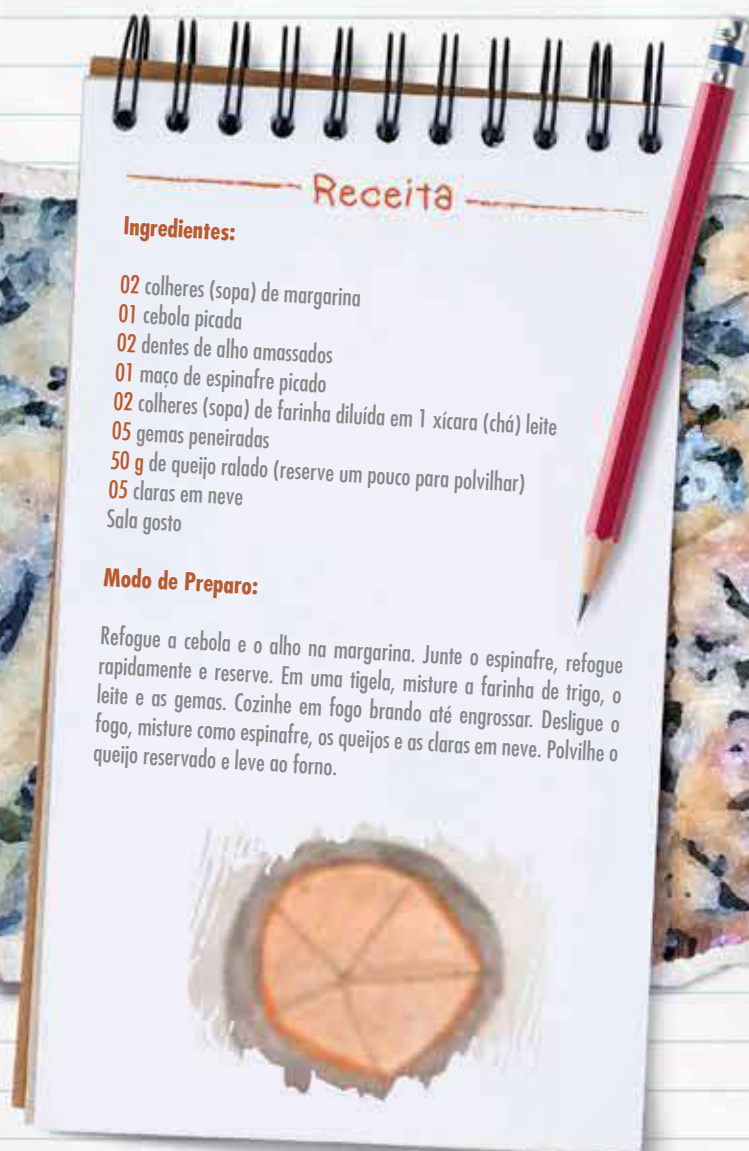 Receita
Ingredientes:
02 colheres (sopa) de margarina
01 cebola picada
02 dentes de alho amassados
01 maço de espinafre picado
02 colheres (sopa) de farinha diluída em 1 xícara (chá) leite
05 gemas peneiradas
50 g de queijo ralado (reserve um pouco para polvilhar)
05 claras em neve
Sala gosto
Modo de Preparo:
Refogue a cebola e o alho na margarina. Junte o espinafre, refogue
rapidamente e reserve. Em uma tigela, misture a farinha de trigo, o
leite e as gemas. Cozinhe em fogo brando até engrossar. Desligue o
fogo, misture como espinafre, os queijos e as claras em neve. Polvilhe o
queijo reservado e leve ao forno.